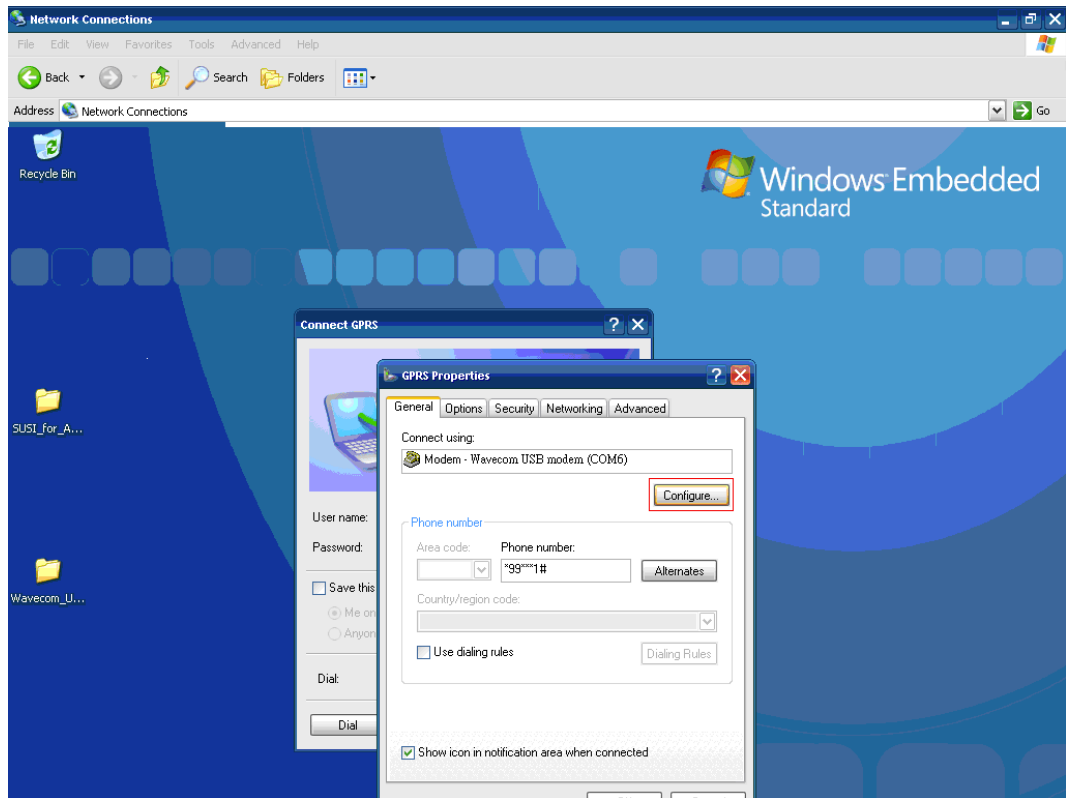 Network Connections
File Edit View Favorites Tools Advanced Help
Back Search Folders
Address Network Connections Go
Recycle Bin
Windows Embedded
Standard
Connect GPRS
GPRS Properties
General Options Security Networking Advanced
Connect using:
Modem - Wavecom USB modem (COM6)
Configure...
SUSI_for_A...
User name:
Phone number
Password:
Area code: Phone number:
*99***1#
Alternates
Save this
Country/region code:
Wavecom_U...
Me on
Anyon
Use dialing rules
Dialing Rules
Dial:
Dial
Show icon in notification area when connected